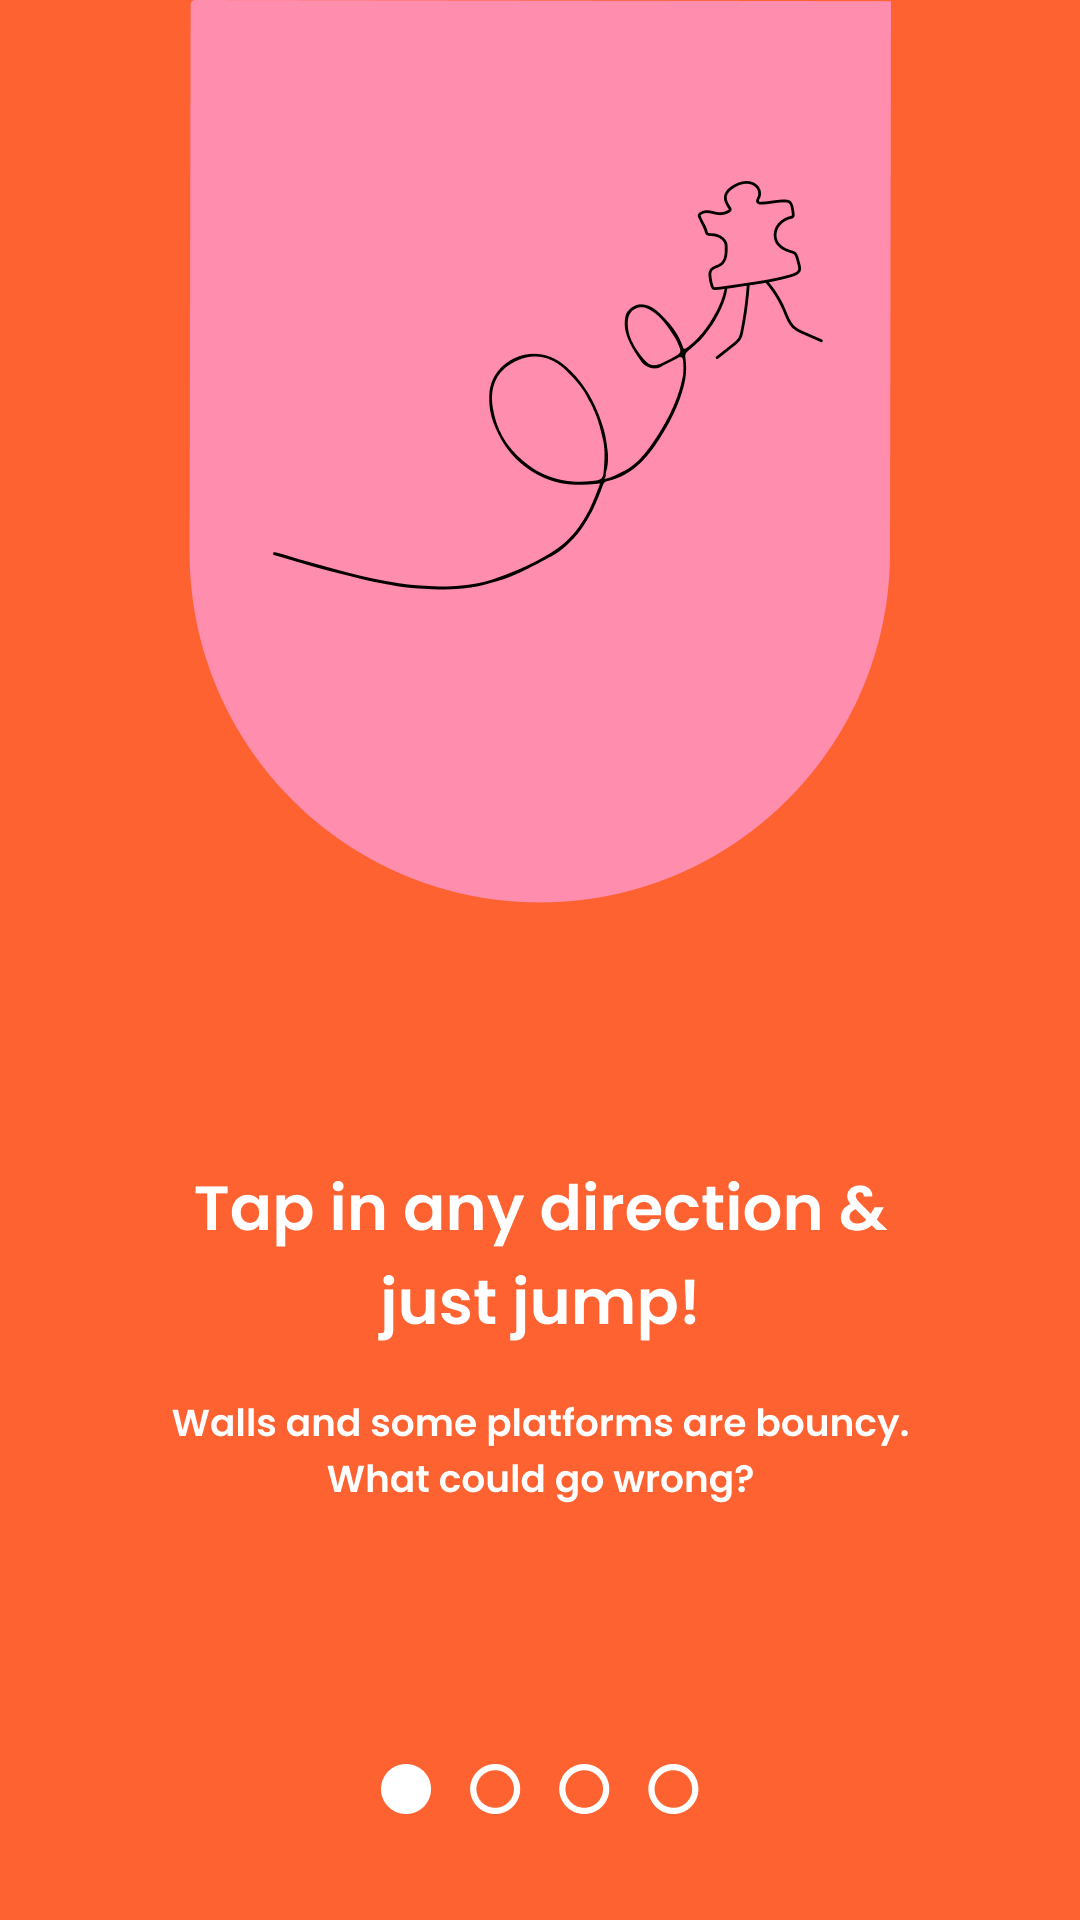 Tap in any direction &
just jump!
Walls and some platforms are bouncy.
What could go wrong?